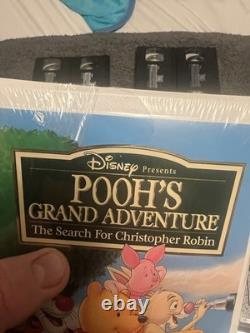 Disney Presents
POOH'S
GRAND ADVENTURE
The Search For Christopher Robin